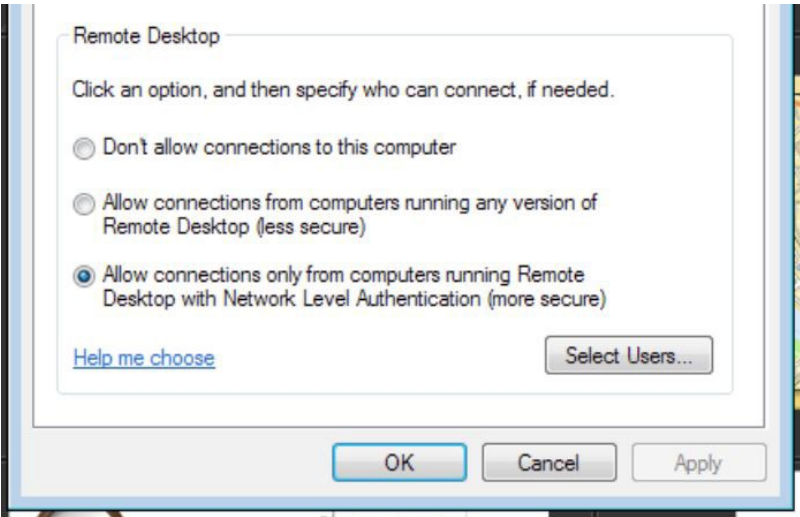 Remote Desktop
Click an option, and then specify who can connect, if needed.
Don't allow connections to this computer
Allow connections from computers running any version of
Remote Desktop (less secure)
Allow connections only from computers running Remote
Desktop with Network Level Authentication (more secure)
Help me choose
Select Users...
OK
Cancel
Apply